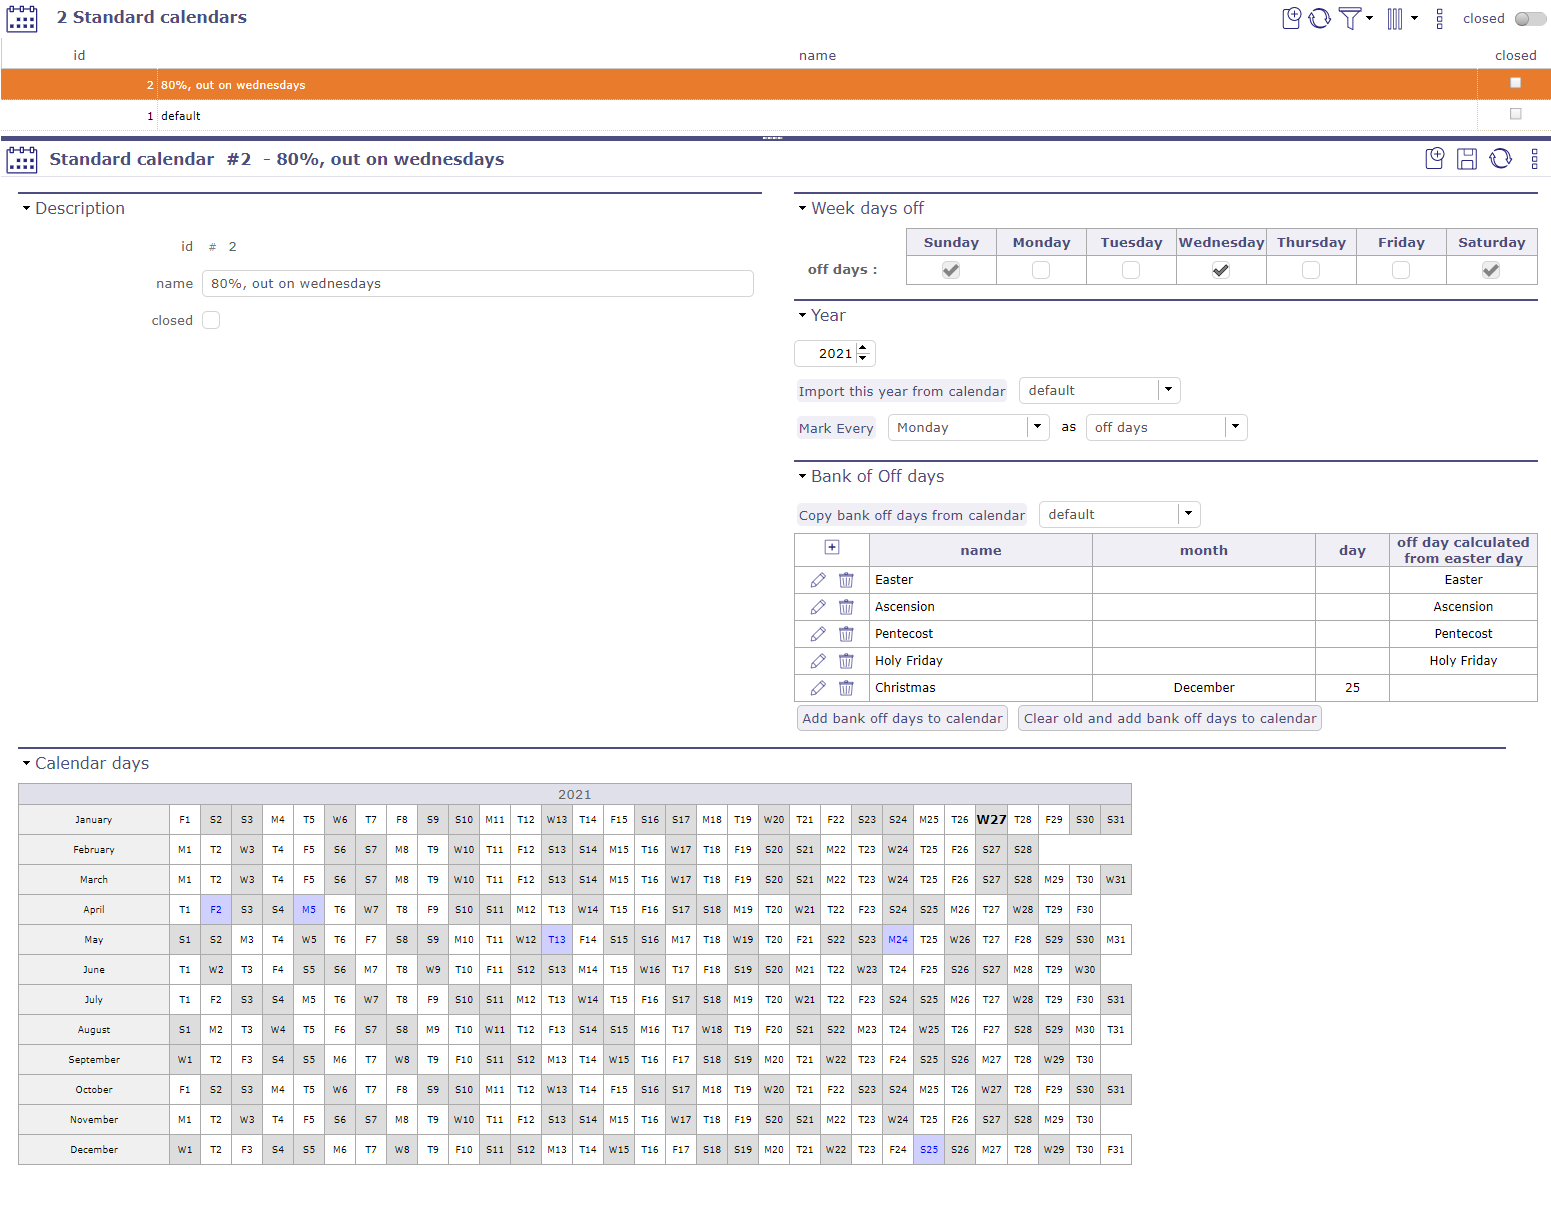 2 Standard calendars
closed
id name closed
2 80%, out on wednesdays
1 default
Standard calendar #2 - 80%, out on wednesdays
Description
id # 2
name 80%, out on wednesdays
closed
Week days off
Sunday Monday Tuesday Wednesday Thursday Friday Saturday
off days :
Year
2021
Import this year from calendar default
Mark Every Monday as off days
Bank of Off days
Copy bank off days from calendar default
name month day off day calculated
from easter day
Easter Easter
Ascension Ascension
Pentecost Pentecost
Holy Friday Holy Friday
Christmas December 25
Add bank off days to calendar Clear old and add bank off days to calendar
Calendar days
2021
January F1 S2 S3 M4 T5 W6 T7 F8 S9 S10 M11 T12 W13 T14 F15 S16 S17 M18 T19 W20 T21 F22 S23 S24 M25 T26 W27 T28 F29 S30 S31
February M1 T2 W3 T4 F5 S6 S7 M8 T9 W10 T11 F12 S13 S14 M15 T16 W17 T18 F19 S20 S21 M22 T23 W24 T25 F26 S27 S28
March M1 T2 W3 T4 F5 S6 S7 M8 T9 W10 T11 F12 S13 S14 M15 T16 W17 T18 F19 S20 S21 M22 T23 W24 T25 F26 S27 S28 M29 T30 W31
April T1 F2 S3 S4 M5 T6 W7 T8 F9 S10 S11 M12 T13 W14 T15 F16 S17 S18 M19 T20 W21 T22 F23 S24 S25 M26 T27 W28 T29 F30
May S1 S2 M3 T4 W5 T6 F7 S8 S9 M10 T11 W12 T13 F14 S15 S16 M17 T18 W19 T20 F21 S22 S23 M24 T25 W26 T27 F28 S29 S30 M31
June T1 W2 T3 F4 S5 S6 M7 T8 W9 T10 F11 S12 S13 M14 T15 W16 T17 F18 S19 S20 M21 T22 W23 T24 F25 S26 S27 M28 T29 W30
July T1 F2 S3 S4 M5 T6 W7 T8 F9 S10 S11 M12 T13 W14 T15 F16 S17 S18 M19 T20 W21 T22 F23 S24 S25 M26 T27 W28 T29 F30 S31
August S1 M2 T3 W4 T5 F6 S7 S8 M9 T10 W11 T12 F13 S14 S15 M16 T17 W18 T19 F20 S21 S22 M23 T24 W25 T26 F27 S28 S29 M30 T31
September W1 T2 F3 S4 S5 M6 T7 W8 T9 F10 S11 S12 M13 T14 W15 T16 F17 S18 S19 M20 T21 W22 T23 F24 S25 S26 M27 T28 W29 T30
October F1 S2 S3 M4 T5 W6 T7 F8 S9 S10 M11 T12 W13 T14 F15 S16 S17 M18 T19 W20 T21 F22 S23 S24 M25 T26 W27 T28 F29 S30 S31
November M1 T2 W3 T4 F5 S6 S7 M8 T9 W10 T11 F12 S13 S14 M15 T16 W17 T18 F19 S20 S21 M22 T23 W24 T25 F26 S27 S28 M29 T30
December W1 T2 F3 S4 S5 M6 T7 W8 T9 F10 S11 S12 M13 T14 W15 T16 F17 S18 S19 M20 T21 W22 T23 F24 S25 S26 M27 T28 W29 T30 F31